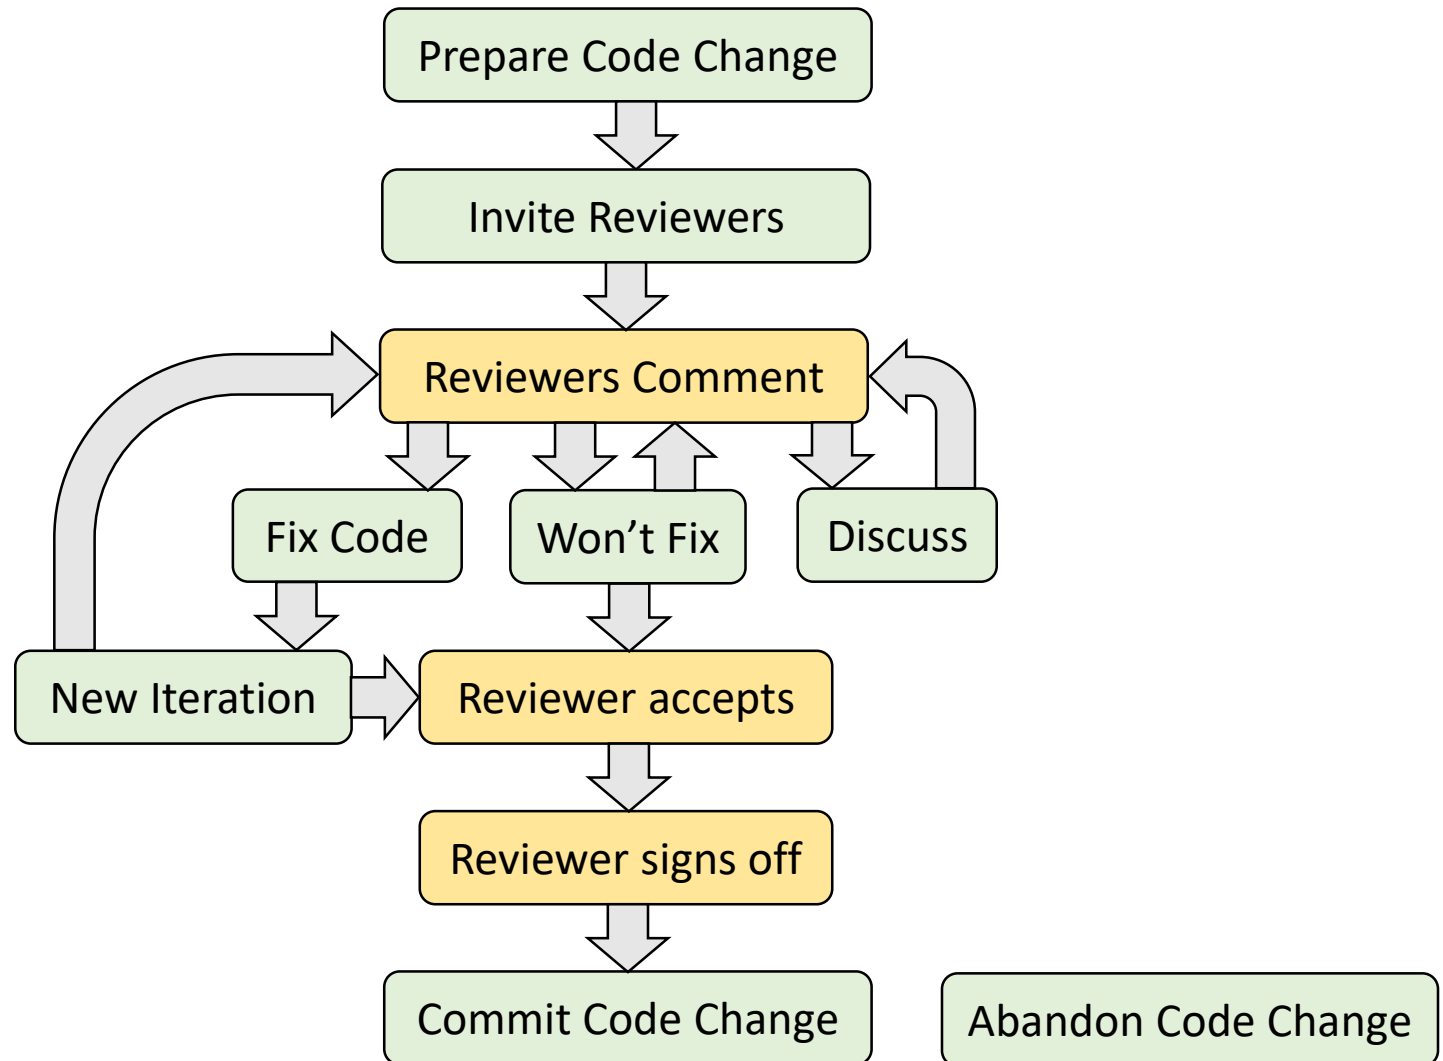 Prepare Code Change
Invite Reviewers
Reviewers Comment
Fix Code
Won’t Fix
Discuss
New Iteration
Reviewer accepts
Reviewer signs off
Commit Code Change
Abandon Code Change